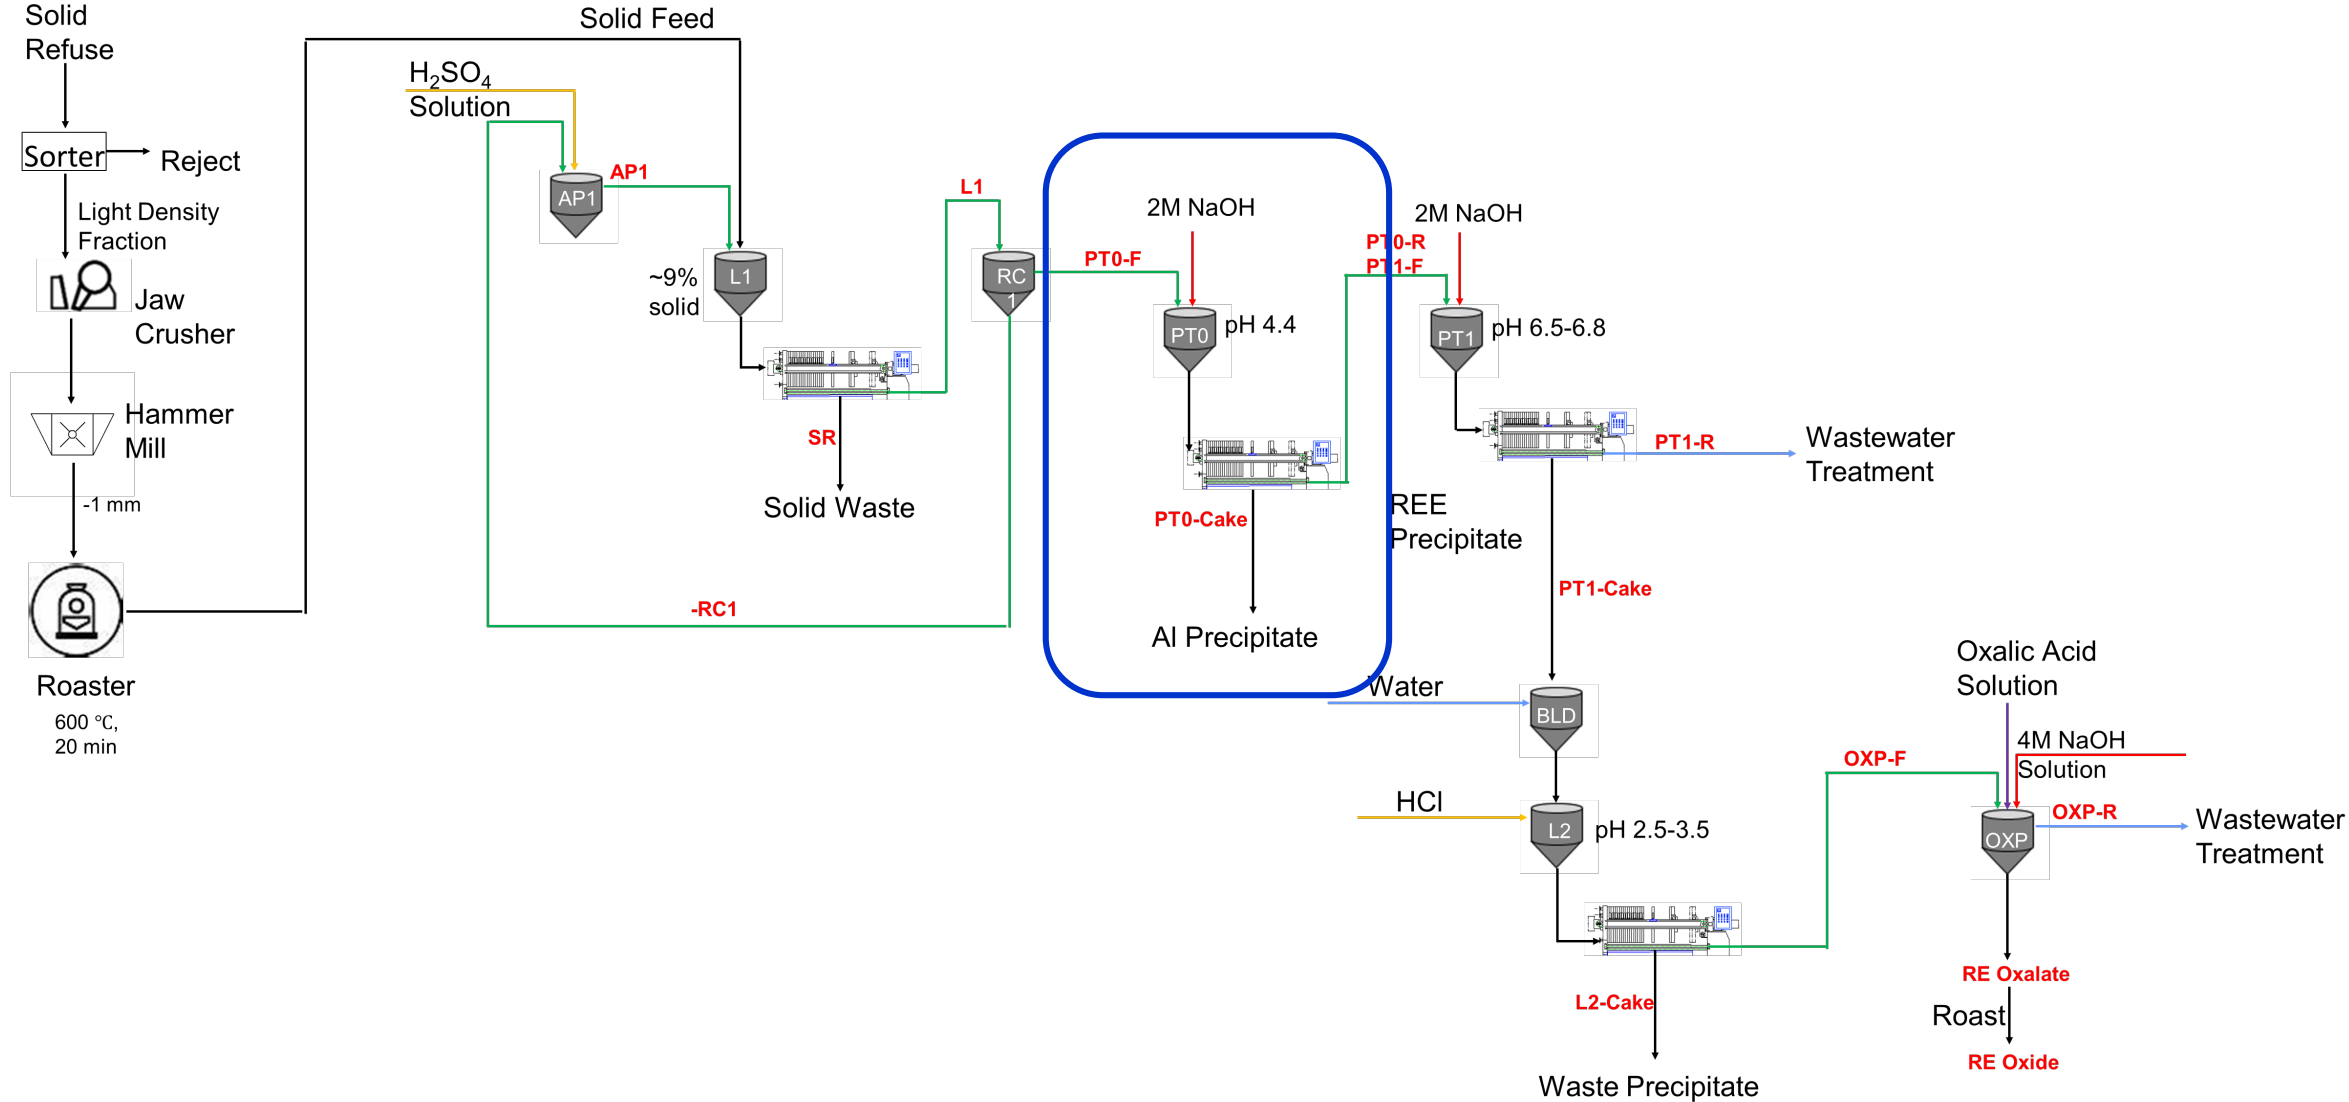 Solid
Refuse
Sorter
Reject
Light Density
Fraction
Jaw
Crusher
Hammer
Mill
-1 mm
Roaster
600 °C,
20 min
Solid Feed
H₂SO₄
Solution
AP1
AP1
~9%
solid
L1
SR
Solid Waste
L1
RC
1
-RC1
PT0-F
2M NaOH
PT0
pH 4.4
PT0-Cake
Al Precipitate
2M NaOH
PT0-R
PT1-F
PT1
pH 6.5-6.8
PT1-R
Wastewater
Treatment
REE
Precipitate
PT1-Cake
Water
BLD
HCl
L2
pH 2.5-3.5
L2-Cake
Waste Precipitate
OXP-F
Oxalic Acid
Solution
4M NaOH
Solution
OXP
OXP-R
Wastewater
Treatment
RE Oxalate
Roast
RE Oxide